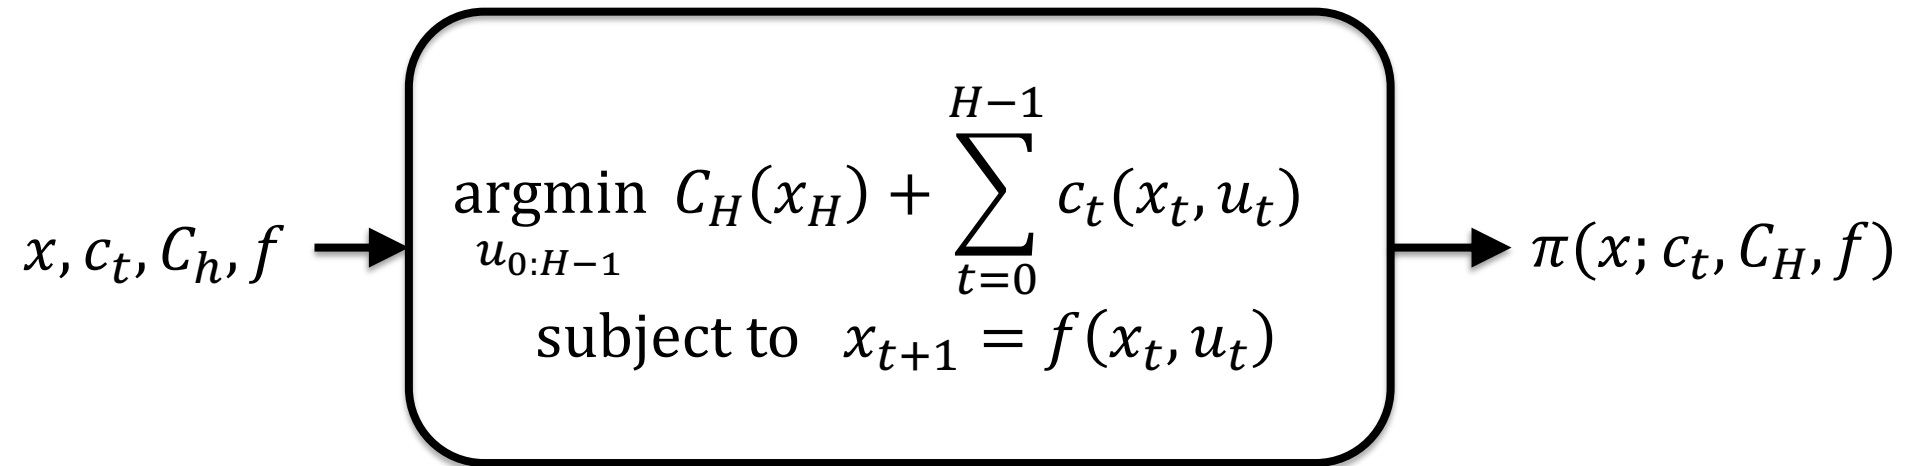 x, c_t, C_h, f
argmin C_H(x_H) + ∑ c_t(x_t, u_t)
u_{0:H−1}
H−1
t=0
subject to x_{t+1} = f(x_t, u_t)
π(x; c_t, C_H, f)